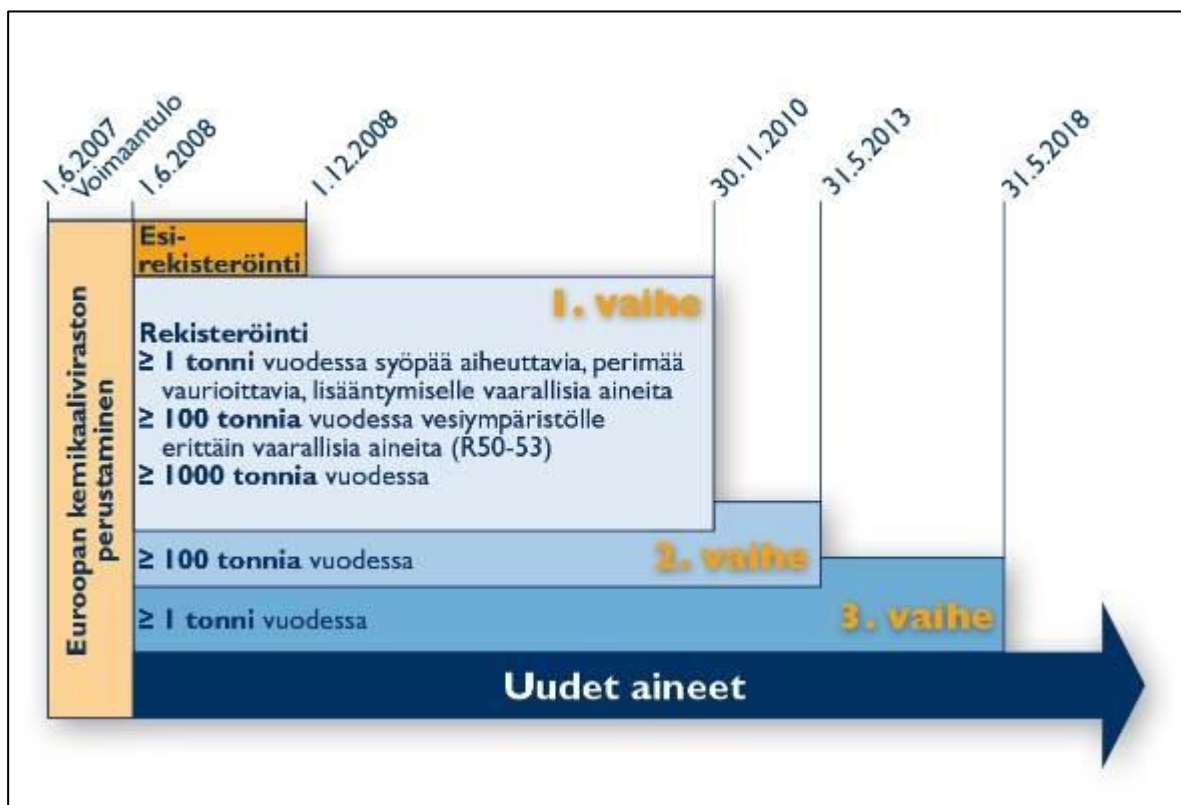 1.6.2007
Voimaantulo
1.6.2008
1.12.2008
30.11.2010
31.5.2013
31.5.2018
Euroopan kemikaaliviraston
perustaminen
Esi-
rekisteröinti
1. vaihe
Rekisteröinti
≥ 1 tonni vuodessa syöpää aiheuttavia, perimää
vaurioittavia, lisääntymiselle vaarallisia aineita
≥ 100 tonnia vuodessa vesiympäristölle
erittäin vaarallisia aineita (R50-53)
≥ 1000 tonnia vuodessa
≥ 100 tonnia vuodessa
2. vaihe
≥ 1 tonni vuodessa
3. vaihe
Uudet aineet